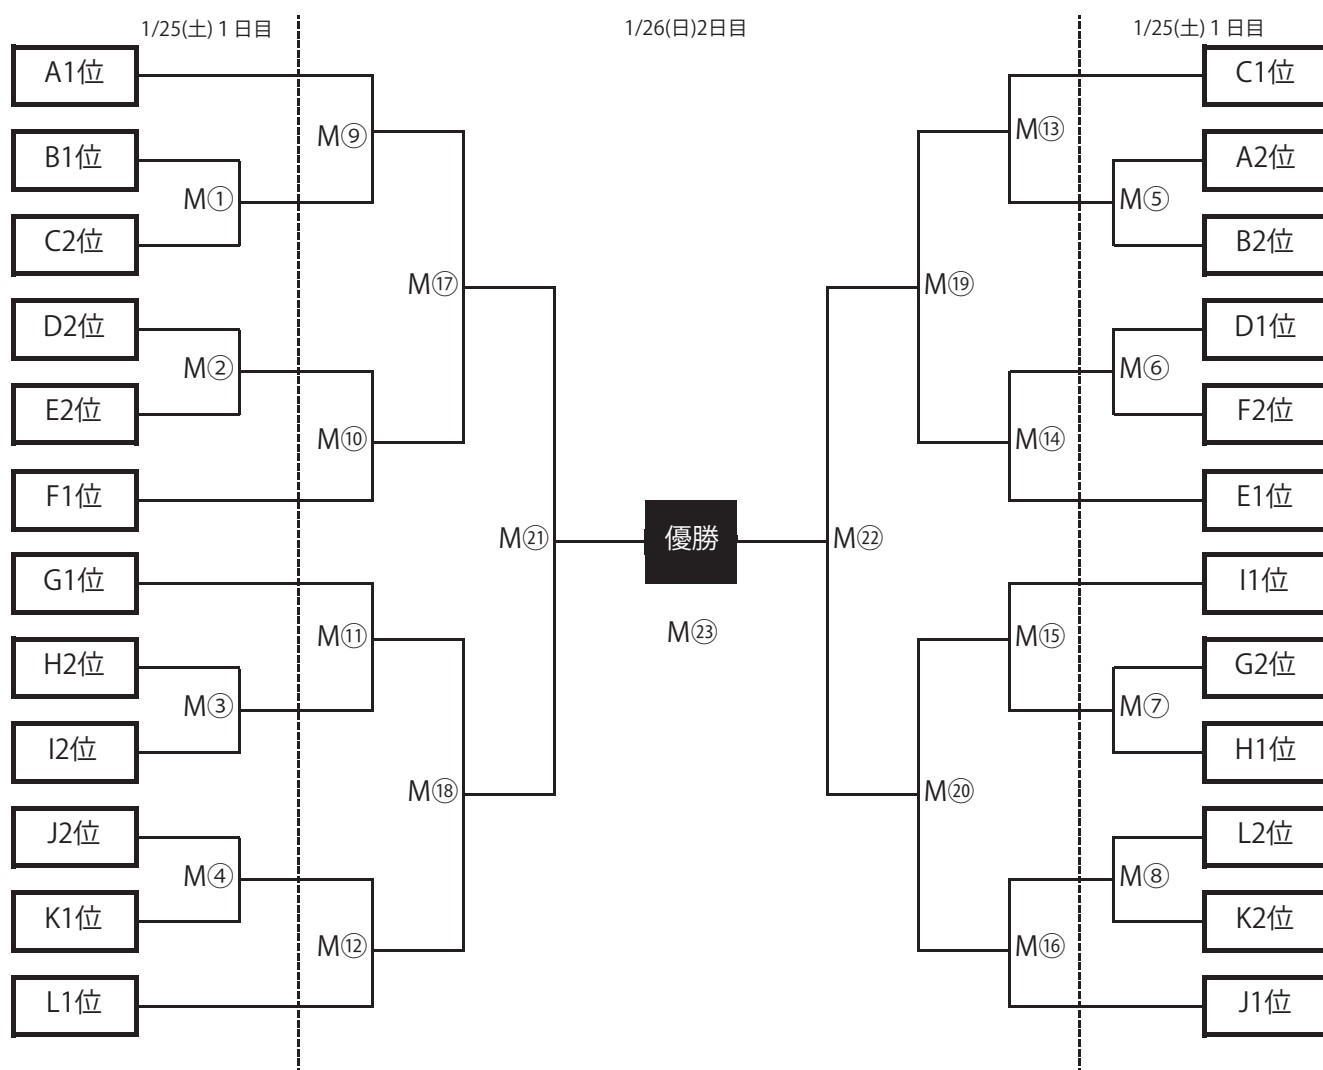 1/25(土) 1 日目
1/26(日)2日目
1/25(土) 1 日目
A1位
B1位
C2位
D2位
E2位
F1位
G1位
H2位
I2位
J2位
K1位
L1位
M①
M②
M③
M④
M⑨
M⑩
M⑪
M⑫
M⑰
M⑱
M㉑
優勝
M㉓
M㉒
M⑲
M⑳
M⑬
M⑭
M⑮
M⑯
M⑤
M⑥
M⑦
M⑧
C1位
A2位
B2位
D1位
F2位
E1位
I1位
G2位
H1位
L2位
K2位
J1位